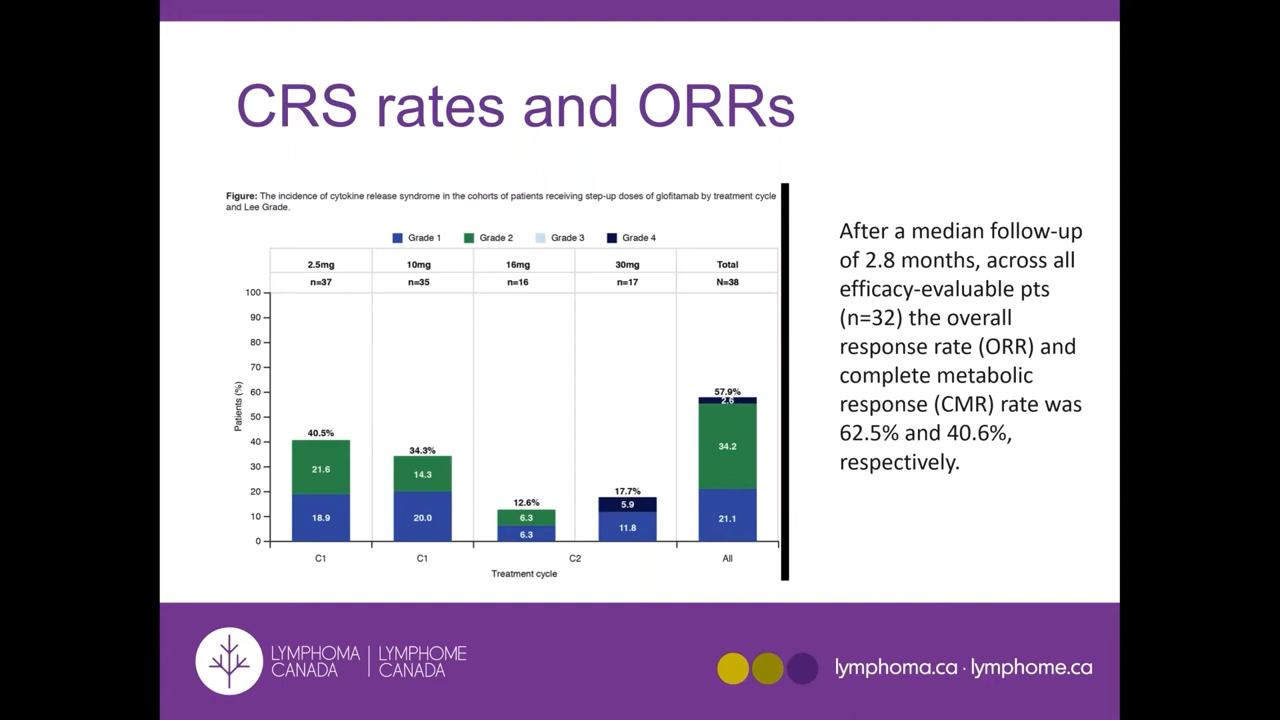 CRS rates and ORRs
Figure: The incidence of cytokine release syndrome in the cohorts of patients receiving step-up doses of glofitamab by treatment cycle
and Lee Grade.
Grade 1 Grade 2 Grade 3 Grade 4
2.5mg 10mg 16mg 30mg Total
n=37 n=35 n=16 n=17 N=38
100
90
80
70
60
50
40
30
20
10
0
Patients (%)
40.5%
21.6
18.9
34.3%
14.3
20.0
12.6%
6.3
6.3
17.7%
5.9
11.8
57.9%
2.6
34.2
21.1
C1 C1 C2 All
Treatment cycle
After a median follow-up
of 2.8 months, across all
efficacy-evaluable pts
(n=32) the overall
response rate (ORR) and
complete metabolic
response (CMR) rate was
62.5% and 40.6%,
respectively.
LYMPHOMA | LYMPHOME
CANADA | CANADA
lymphoma.ca · lymphome.ca